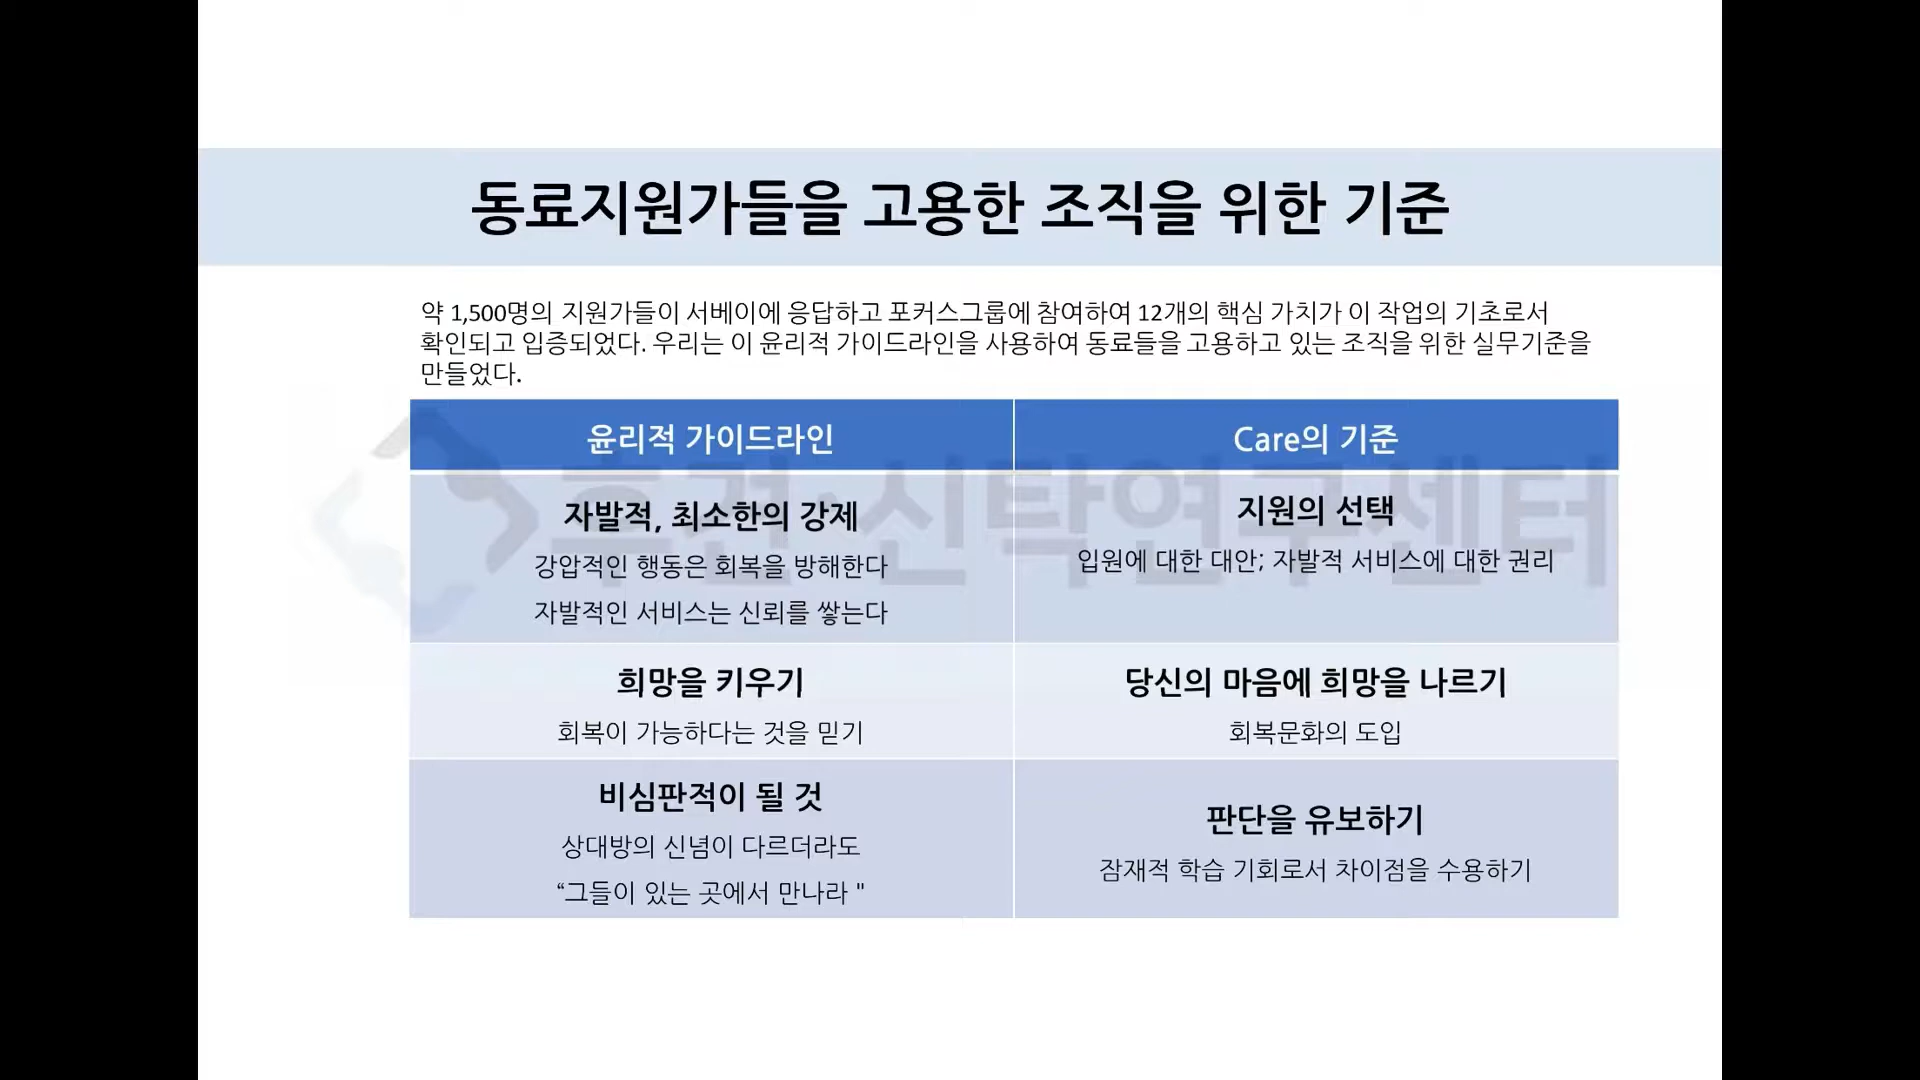 동료지원가들을 고용한 조직을 위한 기준
약 1,500명의 지원가들이 서베이에 응답하고 포커스그룹에 참여하여 12개의 핵심 가치가 이 작업의 기초로서
확인되고 입증되었다. 우리는 이 윤리적 가이드라인을 사용하여 동료들을 고용하고 있는 조직을 위한 실무기준을
만들었다.
윤리적 가이드라인
Care의 기준
자발적, 최소한의 강제
강압적인 행동은 회복을 방해한다
자발적인 서비스는 신뢰를 쌓는다
지원의 선택
입원에 대한 대안; 자발적 서비스에 대한 권리
희망을 키우기
회복이 가능하다는 것을 믿기
당신의 마음에 희망을 나르기
회복문화의 도입
비심판적이 될 것
상대방의 신념이 다르더라도
“그들이 있는 곳에서 만나라 "
판단을 유보하기
잠재적 학습 기회로서 차이점을 수용하기
후견·신탁연구센터